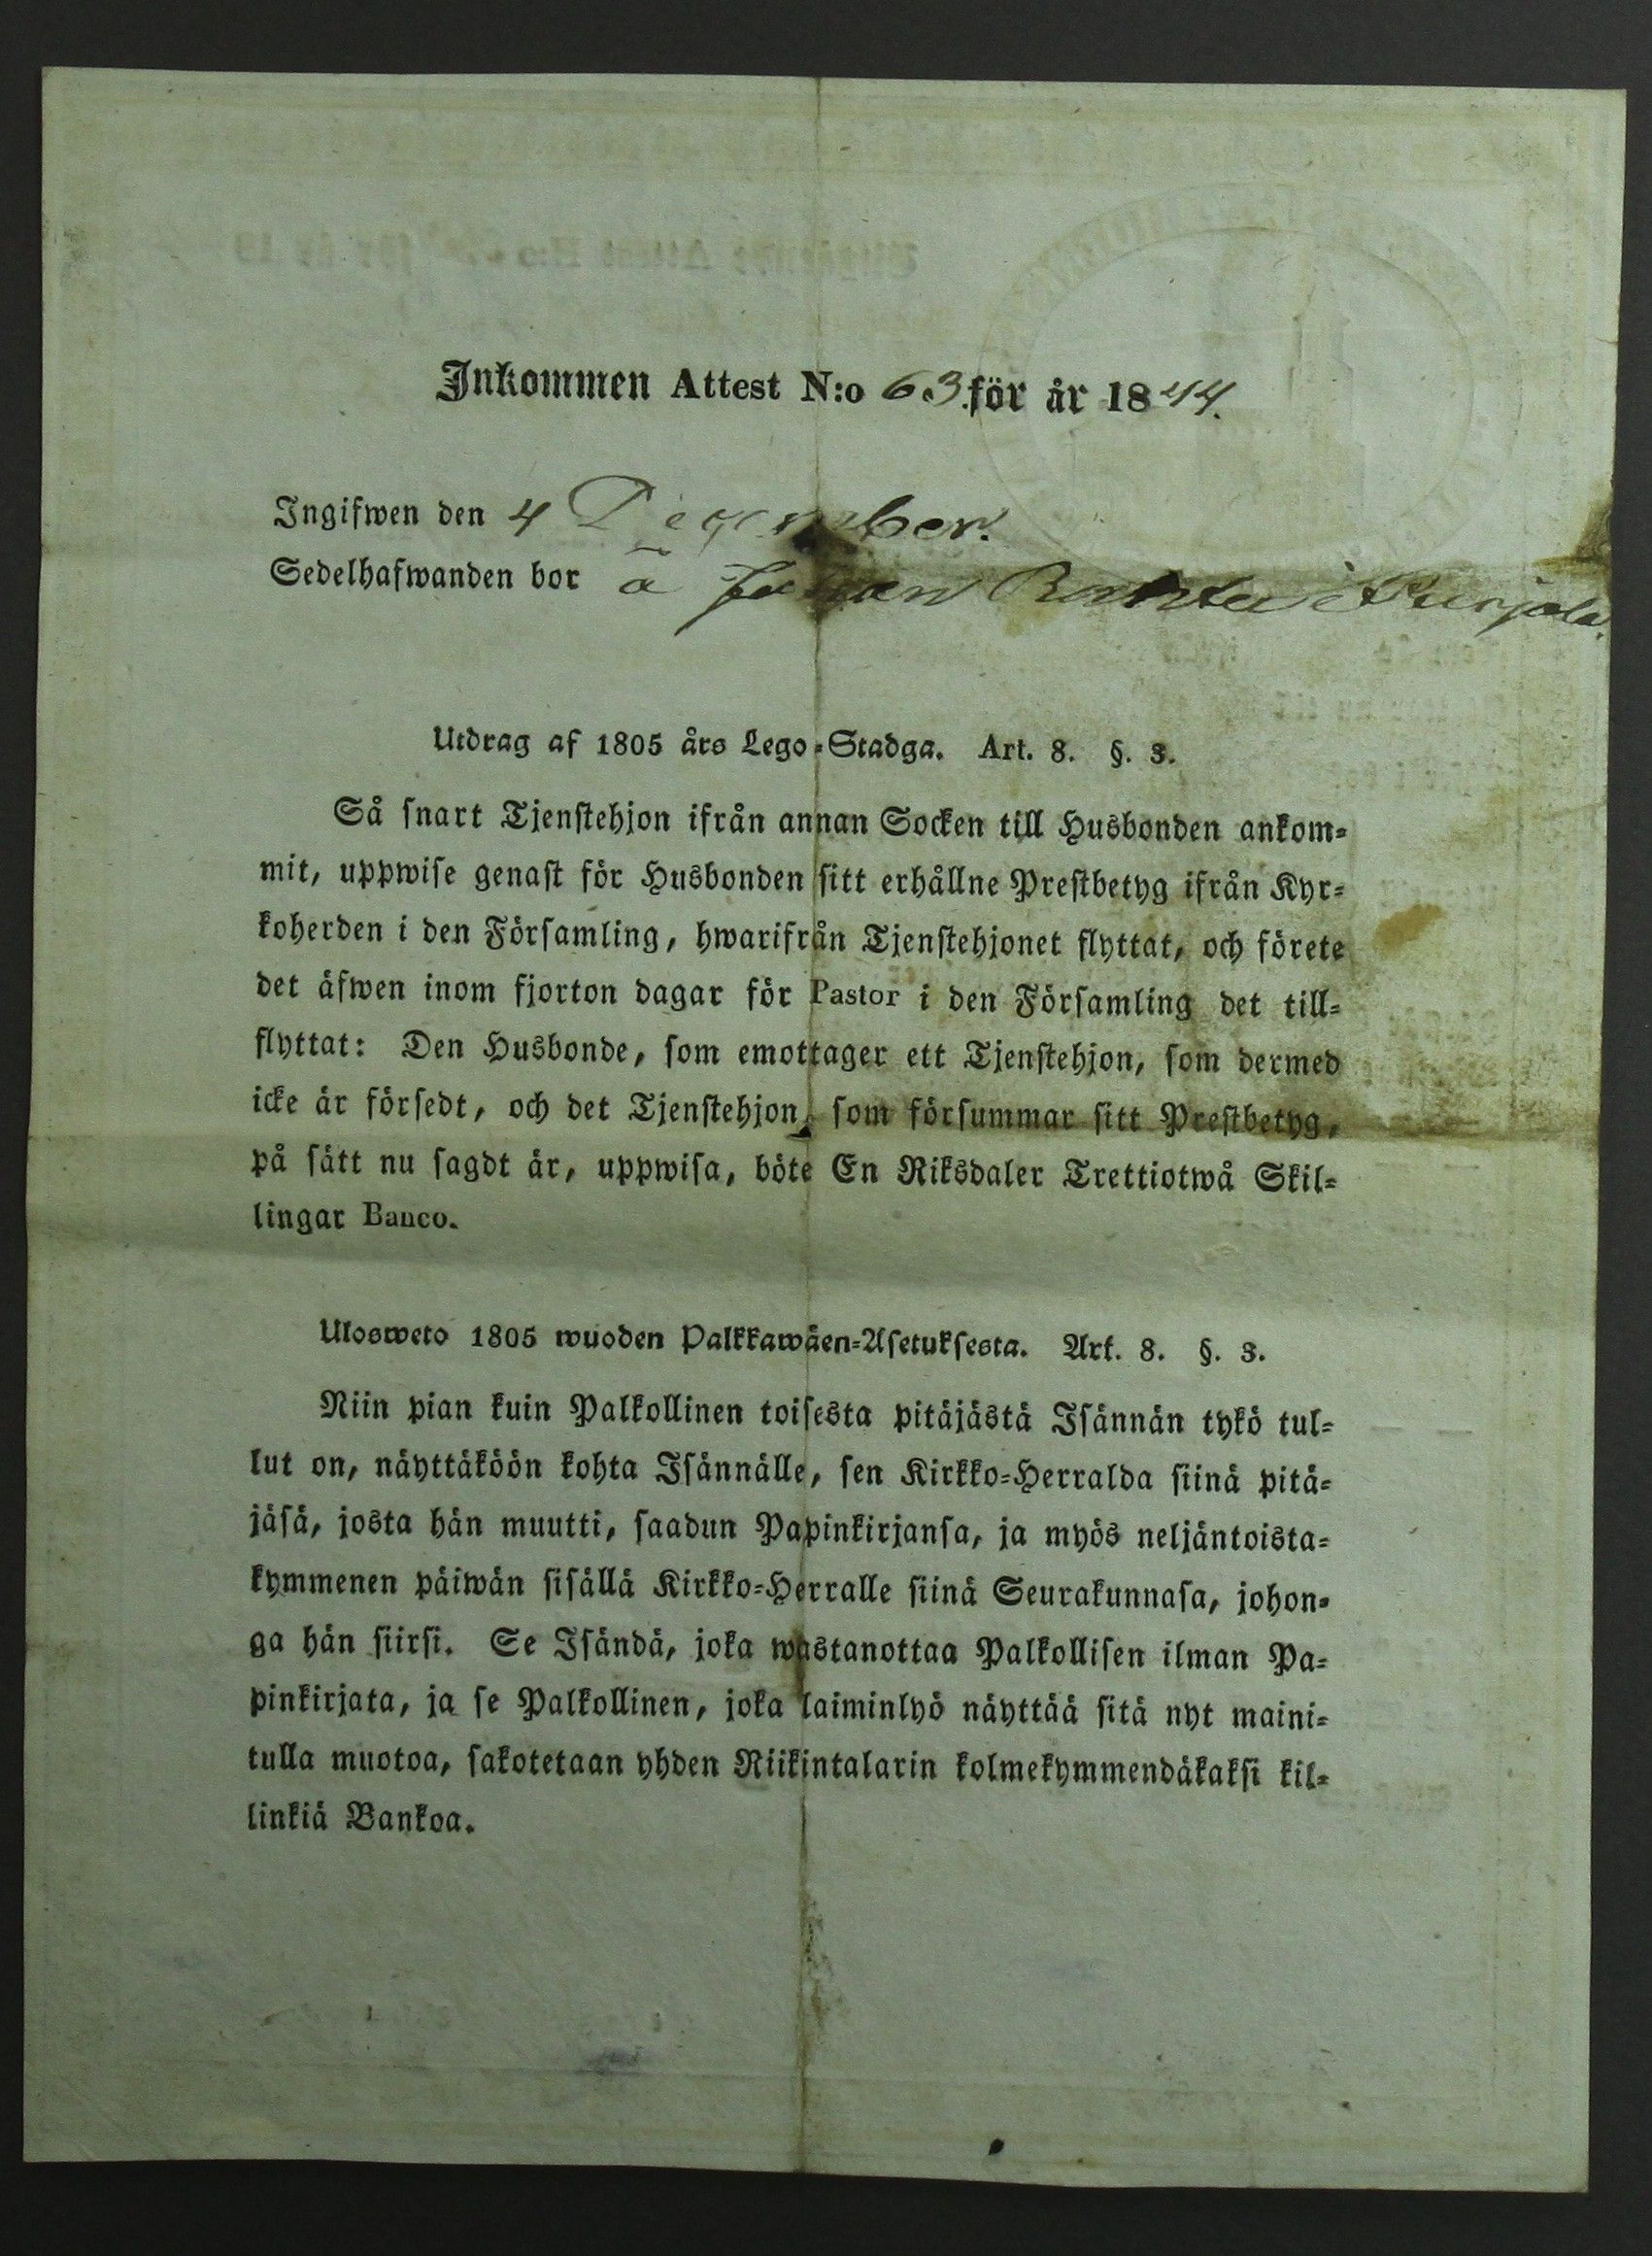 Inkommen Attest N:o 63. för år 1844.
Ingifwen den 4 December.
Sedelhafwanden bor å Purjala.
Utdrag af 1805 års Lego-Stadga. Art. 8. §. 3.
Så snart Tjenstehjon ifrån annan Socken till Husbonden ankom-
mit, uppwise genast för Husbonden sitt erhållne Prestbetyg ifrån Kyr-
koherden i den Församling, hwarifrån Tjenstehjonet flyttat, och förete
det äfwen inom fjorton dagar för Pastor i den Församling det till-
flyttat: Den Husbonde, som emottager ett Tjenstehjon, som dermed
icke är försedt, och det Tjenstehjon, som försummar sitt Prestbetyg,
på sätt nu sagdt är, uppwisa, böte En Riksdaler Trettiotwå Skil-
lingar Banco.
Ulosweto 1805 wuoden Palkkawäen-Asetuksesta. Art. 8. §. 3.
Niin pian kuin Palkollinen toisesta pitäjästä Isännän tykö tul-
lut on, näyttäköön kohta Isännälle, sen Kirkko-Herralda siinä pitä-
jäsä, josta hän muutti, saadun Papinkirjansa, ja myös neljäntoista-
kymmenen päiwän sisällä Kirkko-Herralle siinä Seurakunnasa, johon-
ga hän siirsi. Se Isändä, joka wastanottaa Palkollisen ilman Pa-
pinkirjata, ja se Palkollinen, joka laiminlyö näyttää sitä nyt maini-
tulla muotoa, sakotetaan yhden Riikintalarin kolmekymmendäkaksi kil-
linkiä Bankoa.